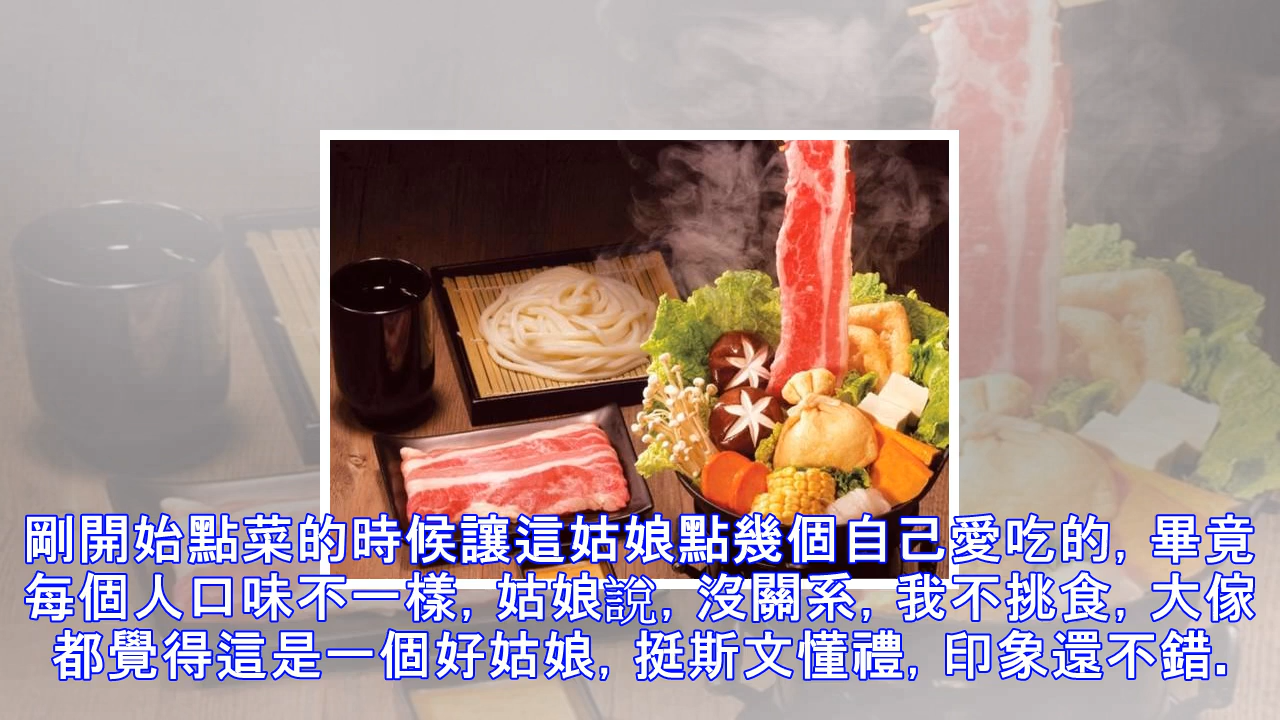 剛開始點菜的時候讓這姑娘點幾個自己愛吃的, 畢竟
每個人口味不一樣, 姑娘說, 沒關系, 我不挑食, 大傢
都覺得這是一個好姑娘, 挺斯文懂禮, 印象還不錯.